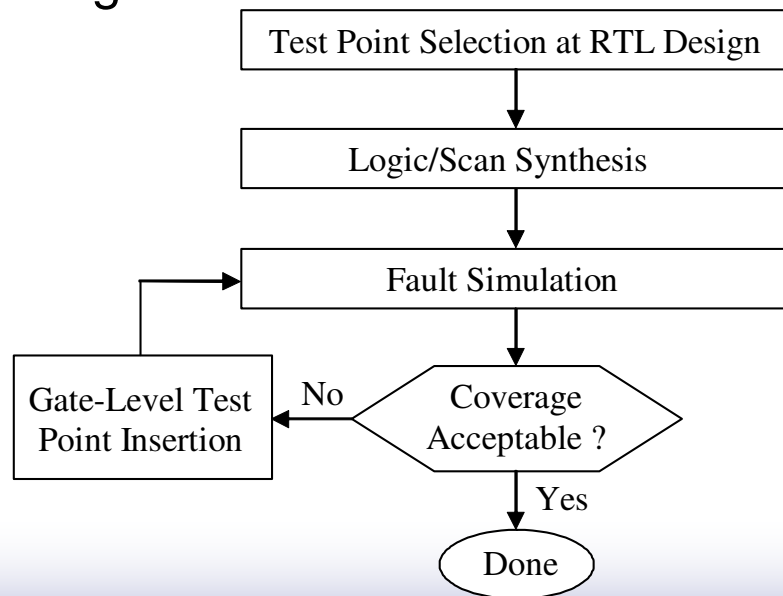 Test Point Selection at RTL Design
Logic/Scan Synthesis
Fault Simulation
Gate-Level Test
Point Insertion
No
Coverage
Acceptable ?
Yes
Done